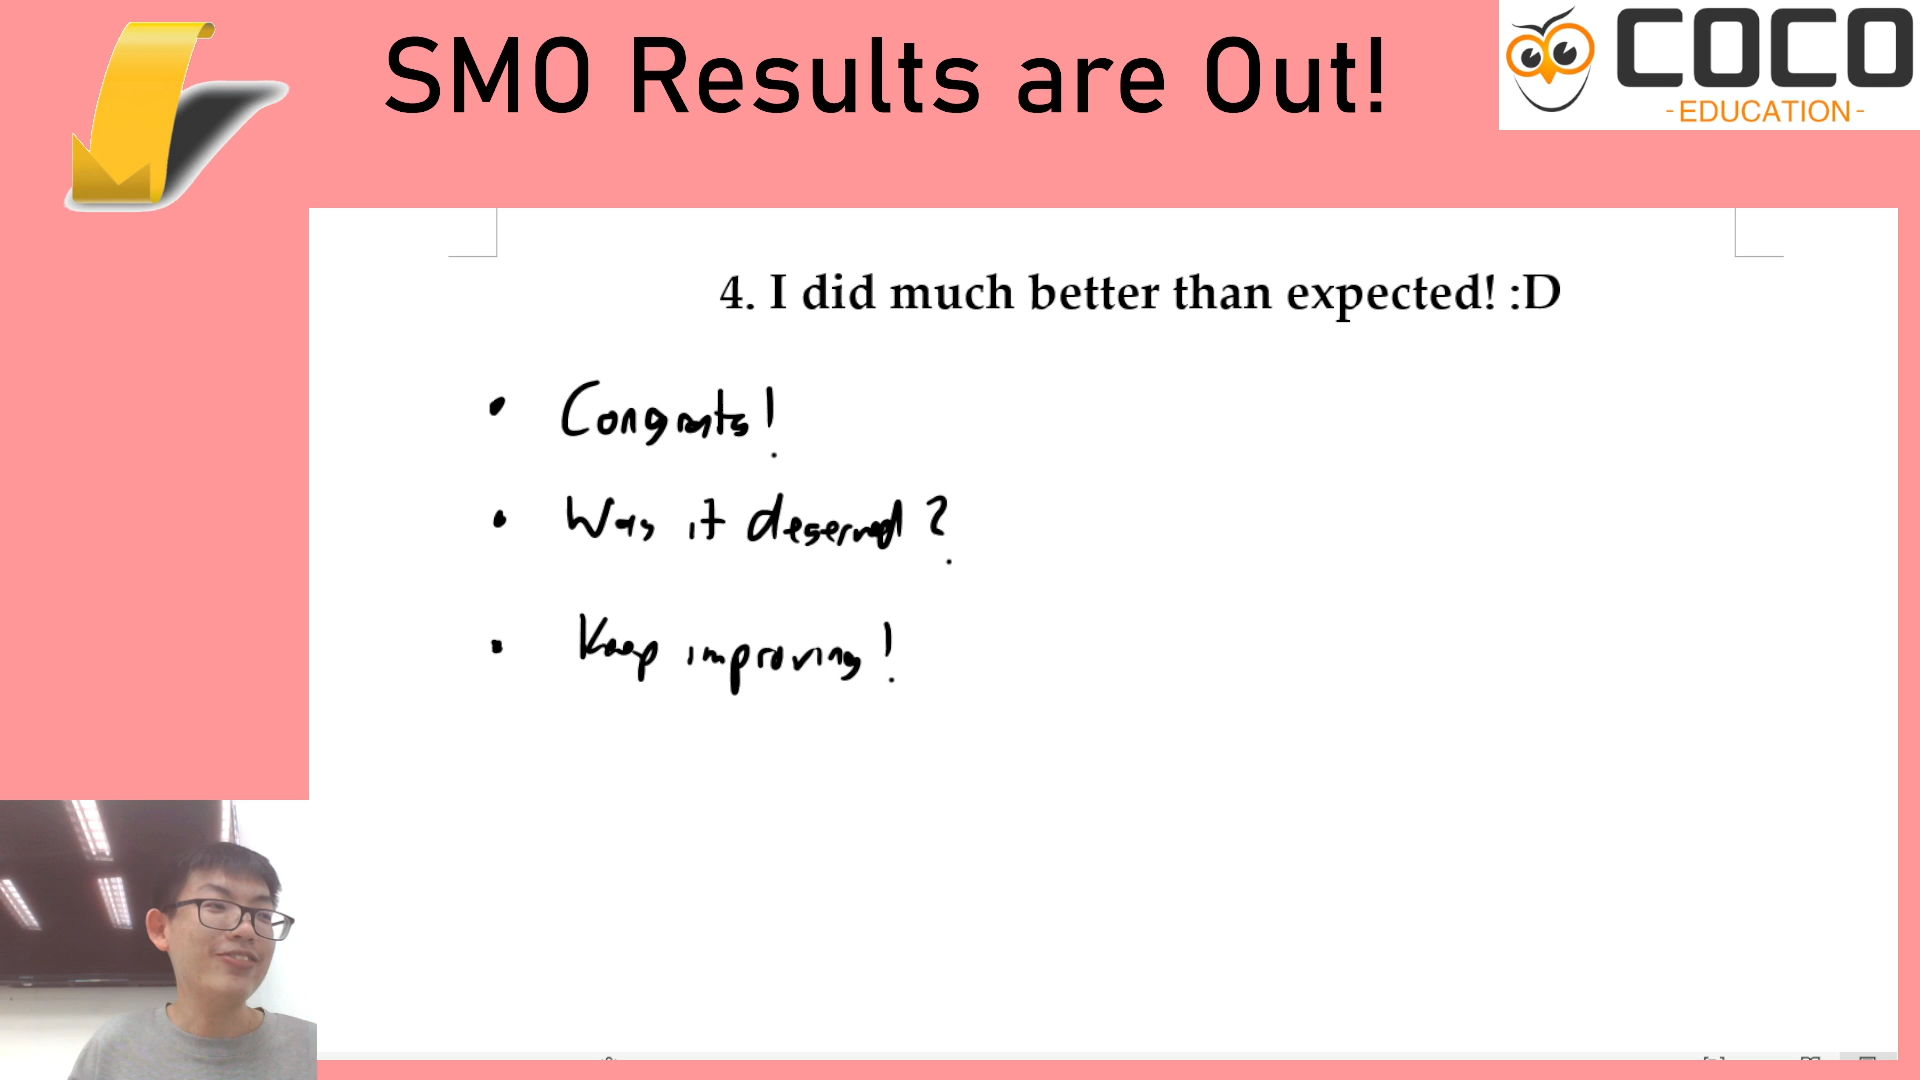 SMO Results are Out!
COCO
-EDUCATION-
4. I did much better than expected! :D
• Congrats!
• Was it deserved?
• Keep improving!